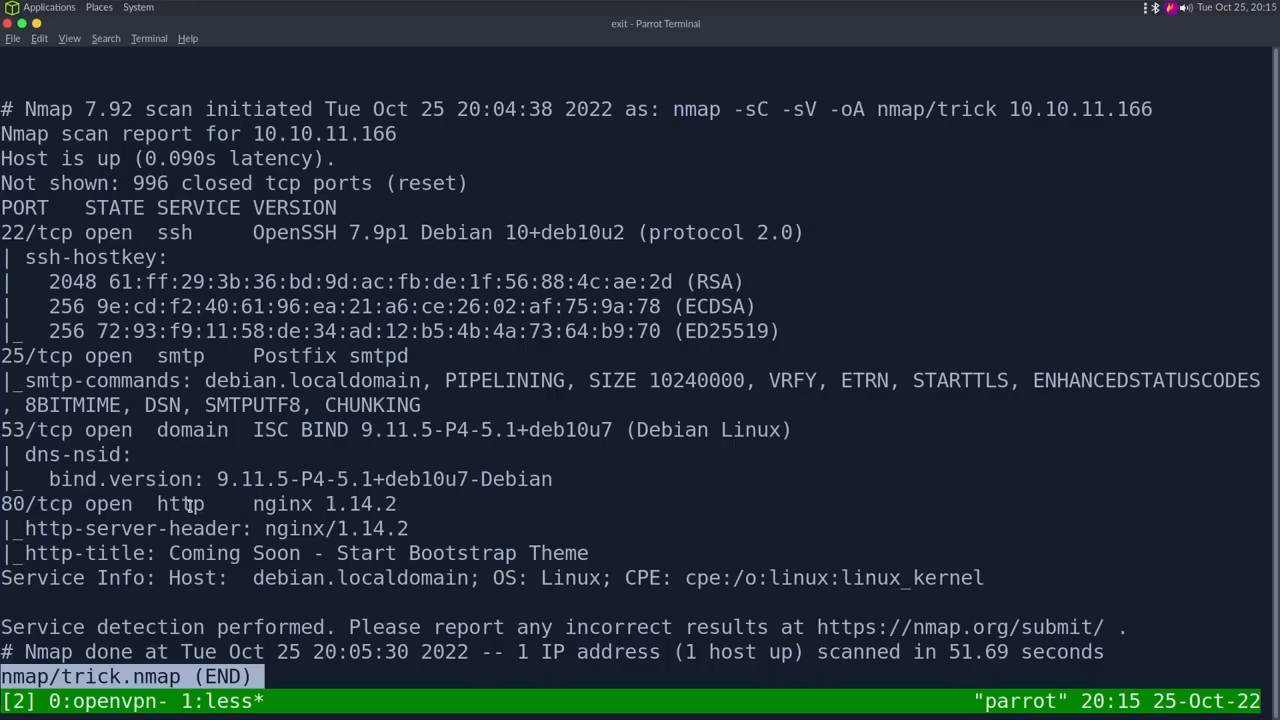 Applications Places System
Tue Oct 25, 20:15
exit - Parrot Terminal
File Edit View Search Terminal Help
# Nmap 7.92 scan initiated Tue Oct 25 20:04:38 2022 as: nmap -sC -sV -oA nmap/trick 10.10.11.166
Nmap scan report for 10.10.11.166
Host is up (0.090s latency).
Not shown: 996 closed tcp ports (reset)
PORT   STATE SERVICE VERSION
22/tcp open  ssh     OpenSSH 7.9p1 Debian 10+deb10u2 (protocol 2.0)
| ssh-hostkey:
|   2048 61:ff:29:3b:36:bd:9d:ac:fb:de:1f:56:88:4c:ae:2d (RSA)
|   256 9e:cd:f2:40:61:96:ea:21:a6:ce:26:02:af:75:9a:78 (ECDSA)
|_  256 72:93:f9:11:58:de:34:ad:12:b5:4b:4a:73:64:b9:70 (ED25519)
25/tcp open  smtp    Postfix smtpd
|_smtp-commands: debian.localdomain, PIPELINING, SIZE 10240000, VRFY, ETRN, STARTTLS, ENHANCEDSTATUSCODES
, 8BITMIME, DSN, SMTPUTF8, CHUNKING
53/tcp open  domain  ISC BIND 9.11.5-P4-5.1+deb10u7 (Debian Linux)
| dns-nsid:
|_  bind.version: 9.11.5-P4-5.1+deb10u7-Debian
80/tcp open  http    nginx 1.14.2
|_http-server-header: nginx/1.14.2
|_http-title: Coming Soon - Start Bootstrap Theme
Service Info: Host:  debian.localdomain; OS: Linux; CPE: cpe:/o:linux:linux_kernel
Service detection performed. Please report any incorrect results at https://nmap.org/submit/ .
# Nmap done at Tue Oct 25 20:05:30 2022 -- 1 IP address (1 host up) scanned in 51.69 seconds
nmap/trick.nmap (END)
[2] 0:openvpn- 1:less* "parrot" 20:15 25-Oct-22